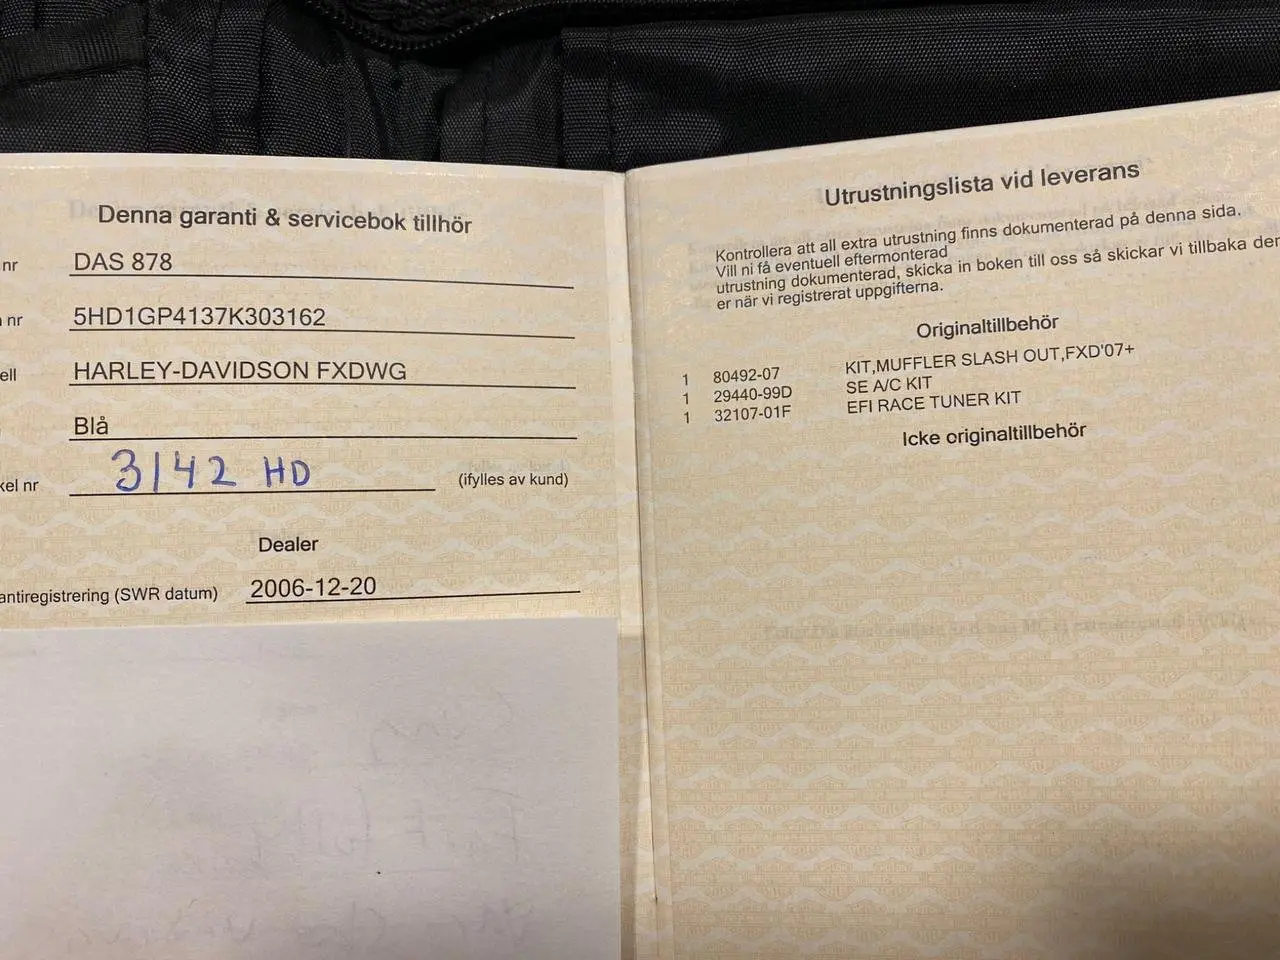 Denna garanti & servicebok tillhör
nr DAS 878
nr 5HD1GP4137K303162
ell HARLEY-DAVIDSON FXDWG
Blå
kel nr 3142 HD (ifylles av kund)
Dealer
antiregistrering (SWR datum) 2006-12-20
Utrustningslista vid leverans
Kontrollera att all extra utrustning finns dokumenterad på denna sida.
Vill ni få eventuell eftermonterad
utrustning dokumenterad, skicka in boken till oss så skickar vi tillbaka den
er när vi registrerat uppgifterna.
Originaltillbehör
1 80492-07 KIT,MUFFLER SLASH OUT,FXD'07+
1 29440-99D SE A/C KIT
1 32107-01F EFI RACE TUNER KIT
Icke originaltillbehör